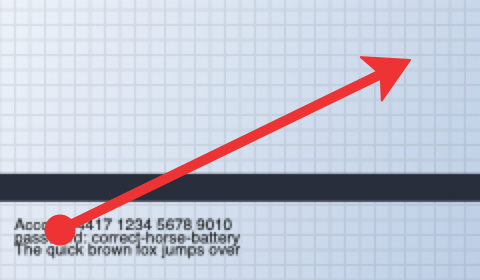 4417 1234 5678 9010
correct-horse-battery
The quick brown fox jumps over